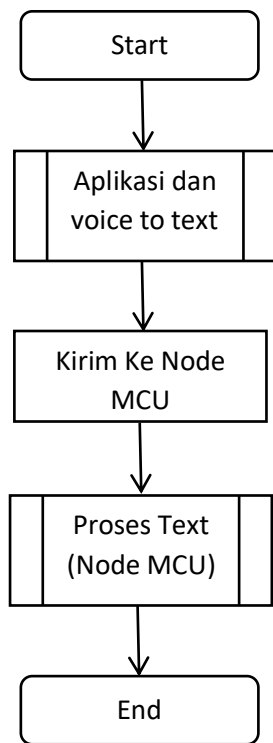 Start
Aplikasi dan
voice to text
Kirim Ke Node
MCU
Proses Text
(Node MCU)
End